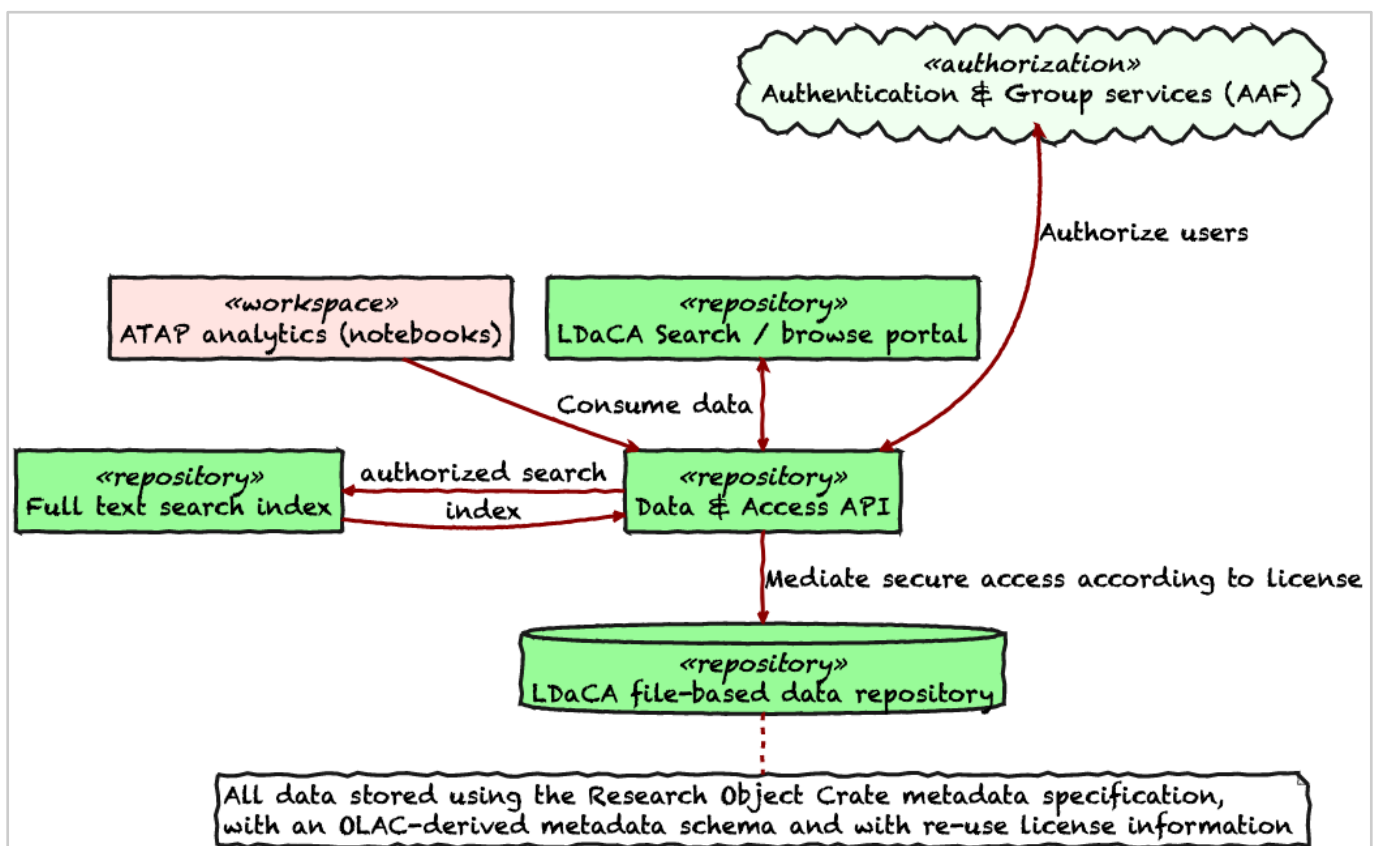 «authorization»
Authentication & Group services (AAF)
Authorize users
«workspace»
ATAP analytics (notebooks)
«repository»
LDaCA Search / browse portal
Consume data
«repository»
Full text search index
authorized search
index
«repository»
Data & Access API
Mediate secure access according to license
«repository»
LDaCA file-based data repository
All data stored using the Research Object Crate metadata specification,
with an OLAC-derived metadata schema and with re-use license information